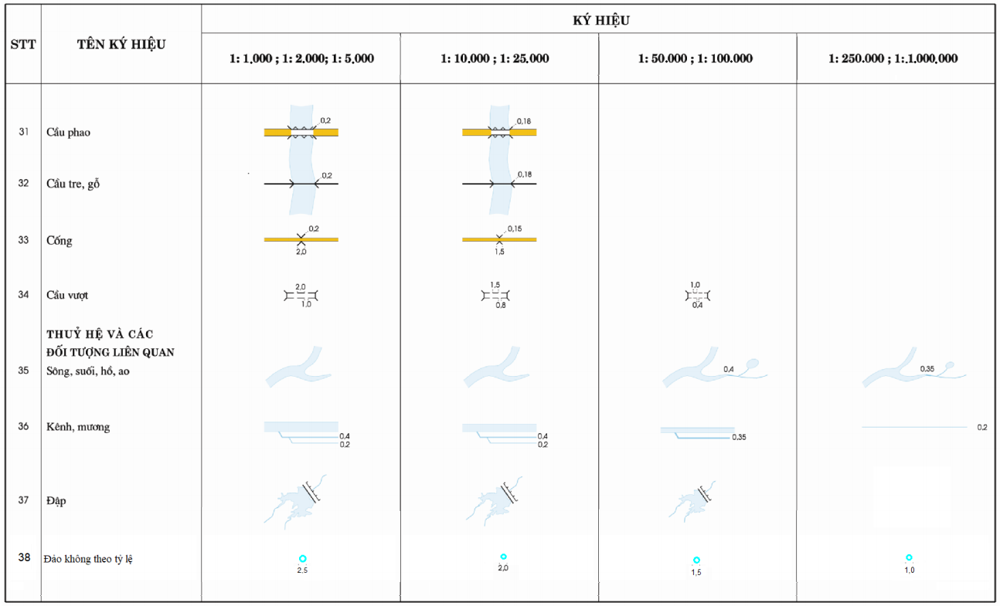 STT
TÊN KÝ HIỆU
KÝ HIỆU
1: 1.000 ; 1: 2.000; 1: 5.000
1: 10.000 ; 1: 25.000
1: 50.000 ; 1: 100.000
1: 250.000 ; 1:.1.000.000
31 Cầu phao 0,2 0,18
32 Cầu tre, gỗ 0,2 0,18
33 Cống 0,2 0,15
2,0 1,5
34 Cầu vượt 2,0 1,5 1,0
1,0 0,8 0,4
THUỶ HỆ VÀ CÁC
ĐỐI TƯỢNG LIÊN QUAN
35 Sông, suối, hồ, ao 0,4 0,35
36 Kênh, mương 0,4 0,4 0,35 0,2
0,2 0,2
37 Đập
38 Đảo không theo tỷ lệ
2,5 2,0 1,5 1,0